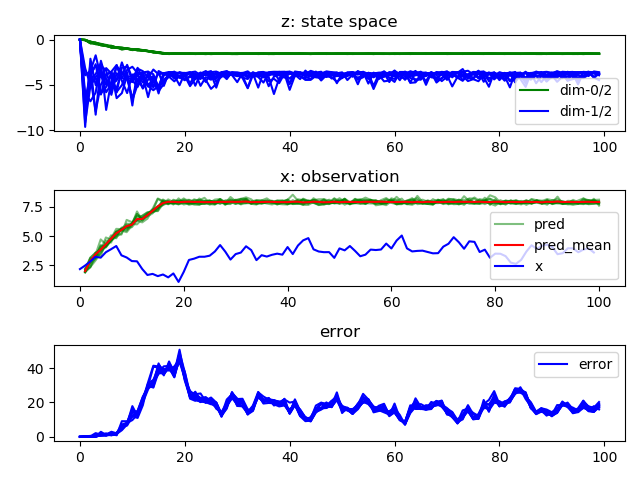 z: state space
0
−5
−10
dim-0/2
dim-1/2
0 20 40 60 80 100
x: observation
7.5
5.0
2.5
pred
pred_mean
x
0 20 40 60 80 100
error
40
20
0
error
0 20 40 60 80 100